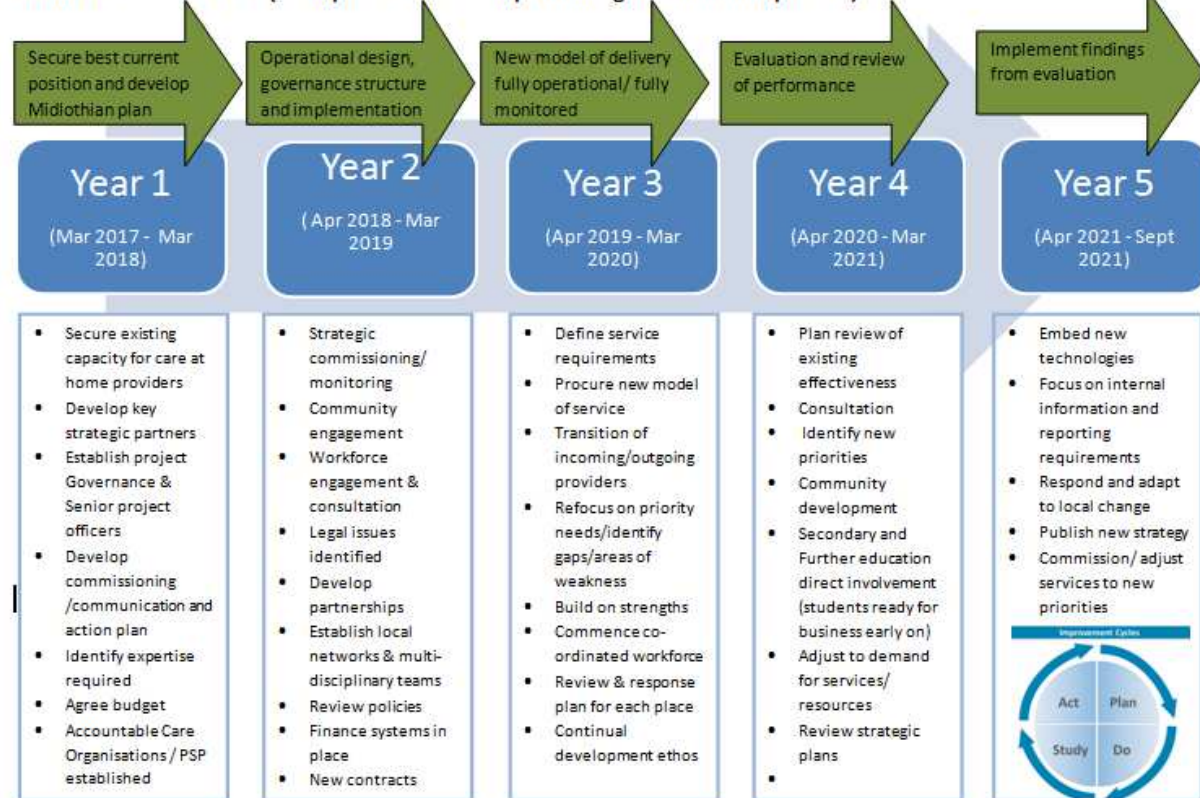 Secure best current
position and develop
Midlothian plan
Operational design,
governance structure
and implementation
New model of delivery
fully operational/ fully
monitored
Evaluation and review
of performance
Implement findings
from evaluation
Year 1
(Mar 2017 - Mar
2018)
Year 2
( Apr 2018 - Mar
2019
Year 3
(Apr 2019 - Mar
2020)
Year 4
(Apr 2020 - Mar
2021)
Year 5
(Apr 2021 - Sept
2021)
• Secure existing
capacity for care at
home providers
• Develop key
strategic partners
• Establish project
Governance &
Senior project
officers
• Develop
commissioning
/communication and
action plan
• Identify expertise
required
• Agree budget
• Accountable Care
Organisations / PSP
established
• Strategic
commissioning/
monitoring
• Community
engagement
• Workforce
engagement &
consultation
• Legal issues
identified
• Develop
partnerships
• Establish local
networks & multi-
disciplinary teams
• Review policies
• Finance systems in
place
• New contracts
• Define service
requirements
• Procure new model
of service
• Transition of
incoming/outgoing
providers
• Refocus on priority
needs/identify
gaps/areas of
weakness
• Build on strengths
• Commence co-
ordinated workforce
• Review & response
plan for each place
• Continual
development ethos
• Plan review of
existing
effectiveness
• Consultation
• Identify new
priorities
• Community
development
• Secondary and
Further education
direct involvement
(students ready for
business early on)
• Adjust to demand
for services/
resources
• Review strategic
plans
•
• Embed new
technologies
• Focus on internal
information and
reporting
requirements
• Respond and adapt
to local change
• Publish new strategy
• Commission/ adjust
services to new
priorities
Improvement Cycles
Act Plan
Study Do